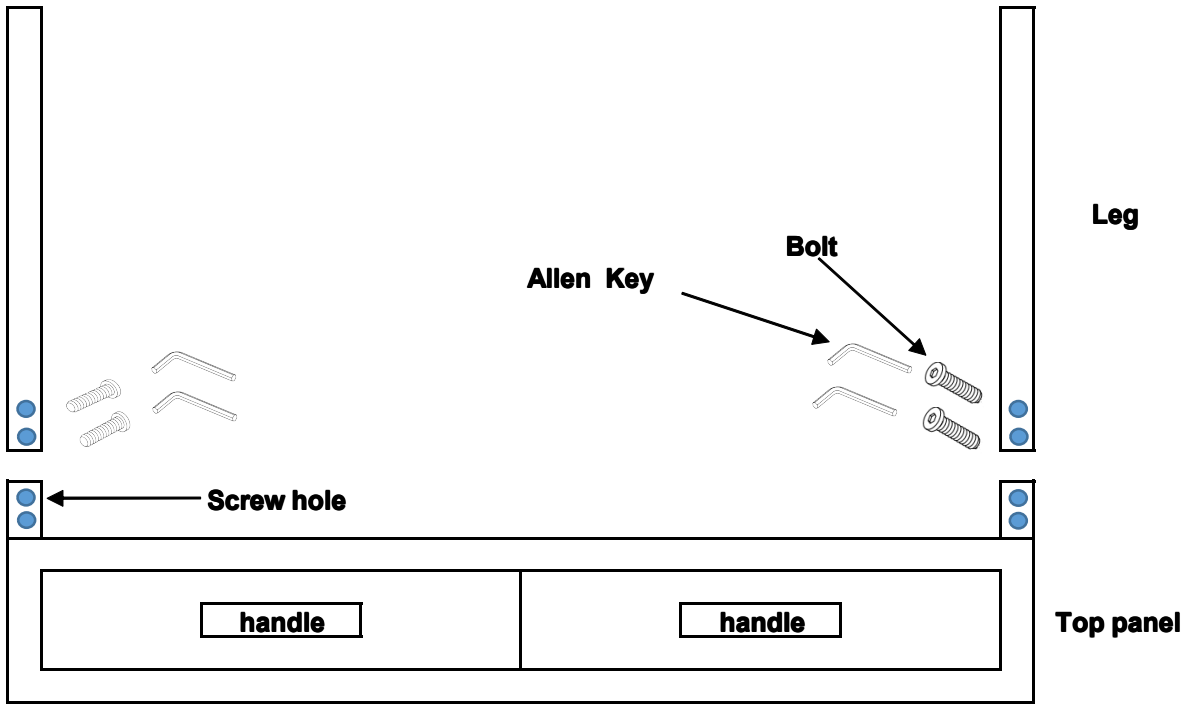 Leg
Bolt
Allen Key
Screw hole
handle
handle
Top panel